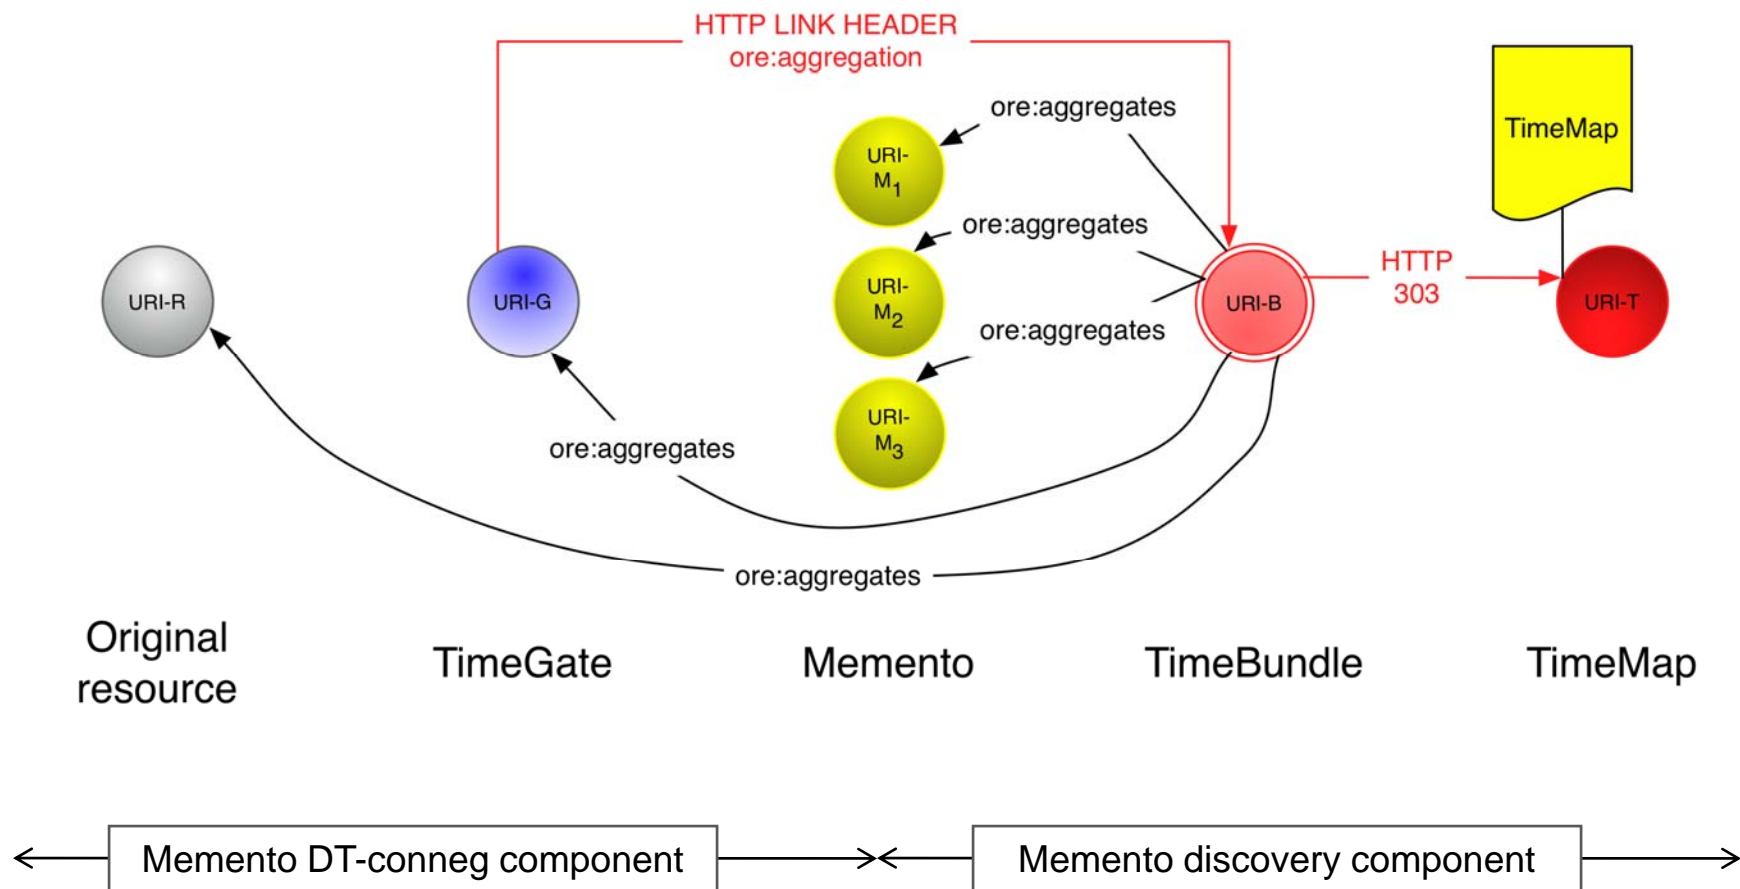 HTTP LINK HEADER
ore:aggregation
ore:aggregates
TimeMap
URI-
M1
ore:aggregates
URI-R
URI-G
URI-
M2
URI-B
HTTP
303
URI-T
ore:aggregates
URI-
M3
ore:aggregates
ore:aggregates
Original
resource
TimeGate
Memento
TimeBundle
TimeMap
Memento DT-conneg component
Memento discovery component